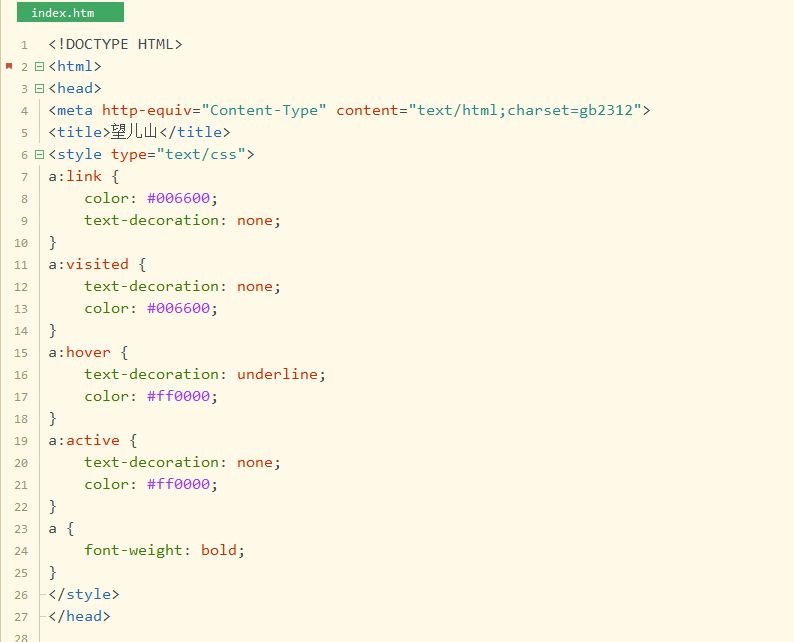 index.htm
1 <!DOCTYPE HTML>
2 <html>
3 <head>
4 <meta http-equiv="Content-Type" content="text/html;charset=gb2312">
5 <title>望儿山</title>
6 <style type="text/css">
7 a:link {
8     color: #006600;
9     text-decoration: none;
10 }
11 a:visited {
12     text-decoration: none;
13     color: #006600;
14 }
15 a:hover {
16     text-decoration: underline;
17     color: #ff0000;
18 }
19 a:active {
20     text-decoration: none;
21     color: #ff0000;
22 }
23 a {
24     font-weight: bold;
25 }
26 </style>
27 </head>
28